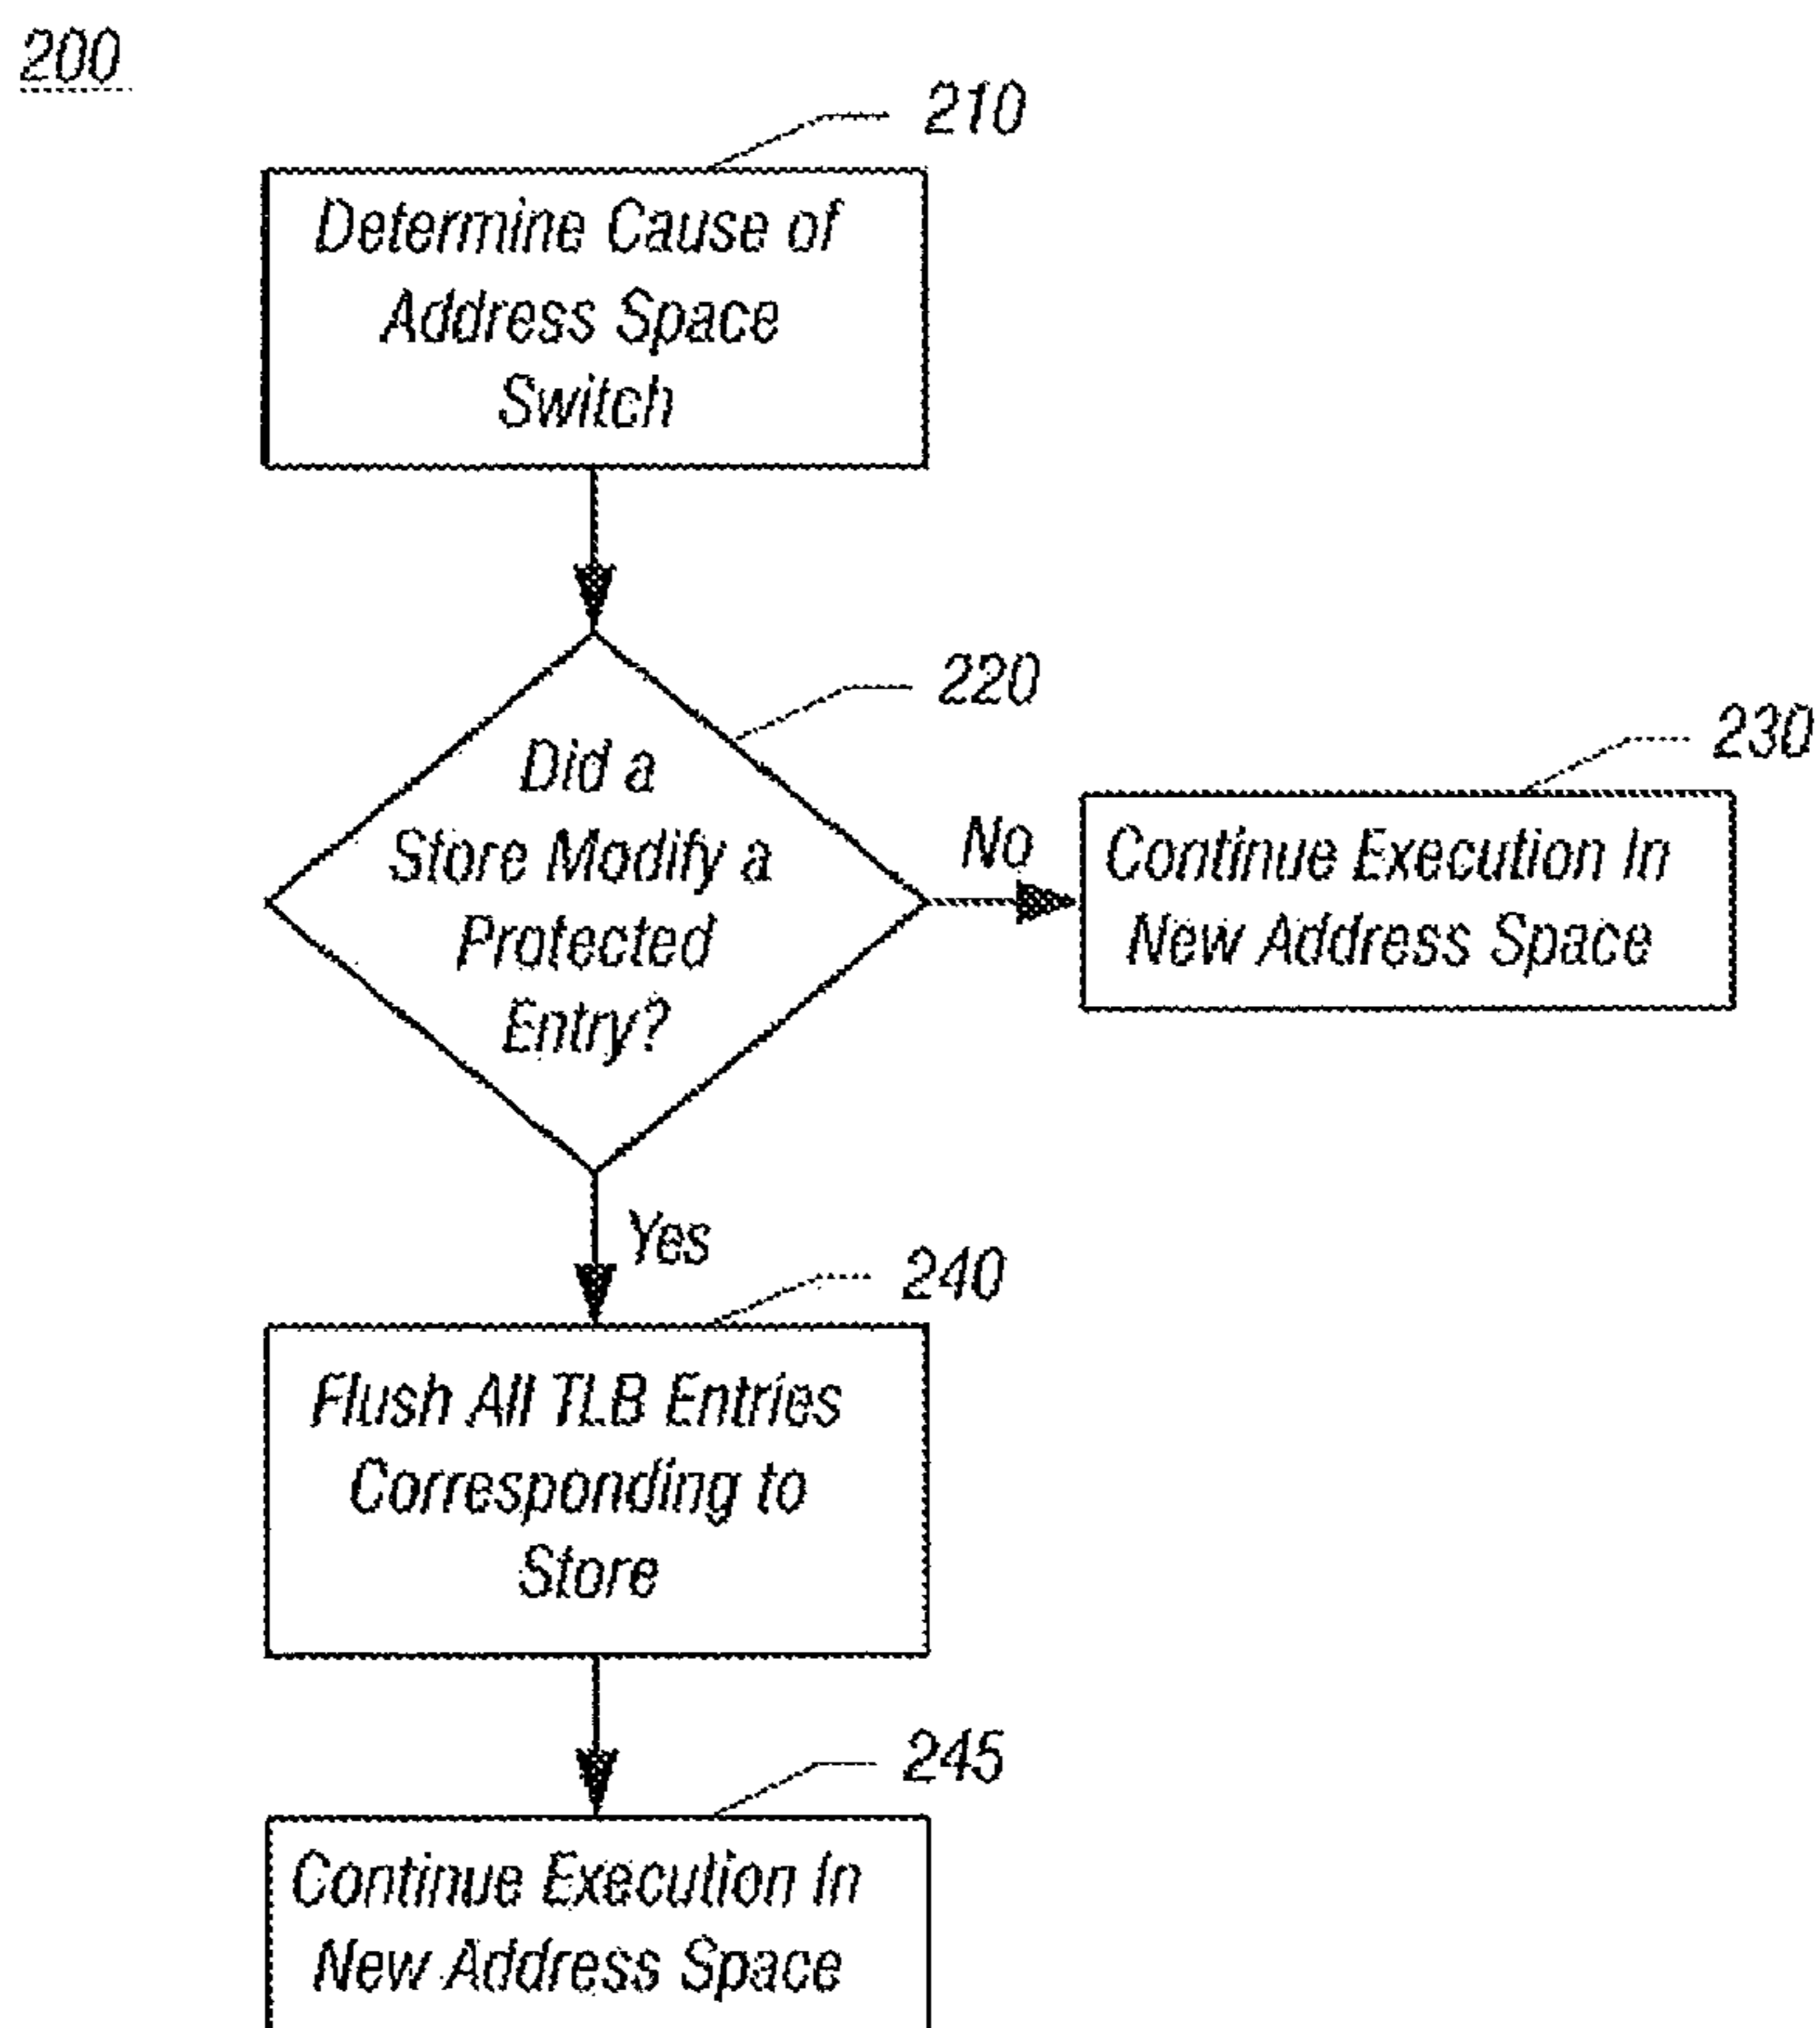 200
210
Determine Cause of
Address Space
Switch
220
Did a
Store Modify a
Protected
Entry?
No
230
Continue Execution In
New Address Space
Yes
240
Flush All TLB Entries
Corresponding to
Store
245
Continue Execution In
New Address Space